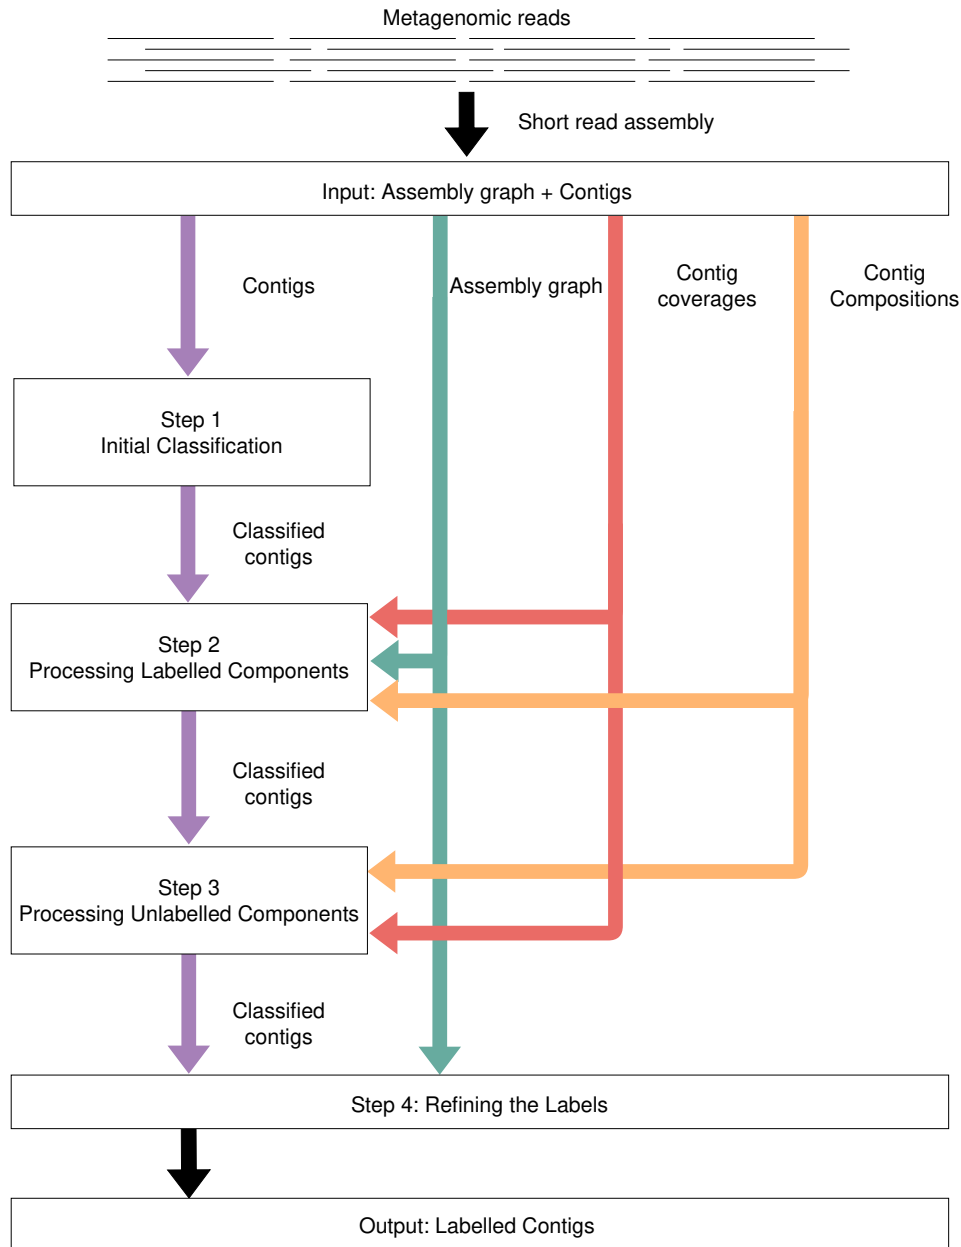 Metagenomic reads
Short read assembly
Input: Assembly graph + Contigs
Contigs
Assembly graph
Contig
coverages
Contig
Compositions
Step 1
Initial Classification
Classified
contigs
Step 2
Processing Labelled Components
Classified
contigs
Step 3
Processing Unlabelled Components
Classified
contigs
Step 4: Refining the Labels
Output: Labelled Contigs